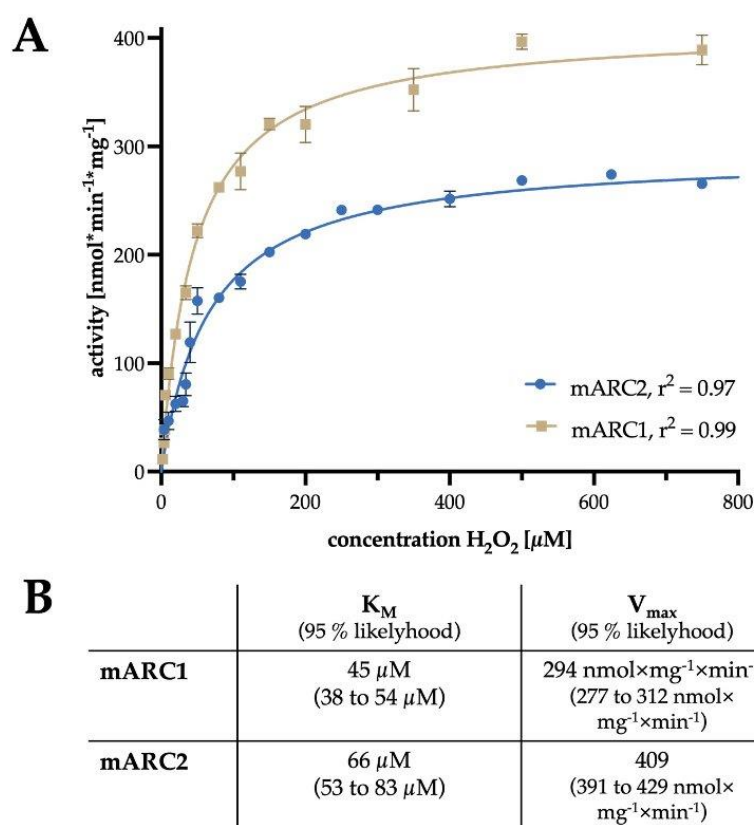 A
400
300
200
100
0
activity [nmol*min⁻¹*mg⁻¹]
mARC2, r² = 0.97
mARC1, r² = 0.99
0 200 400 600 800
concentration H₂O₂ [µM]
B
K_M V_max
(95 % likelyhood) (95 % likelyhood)
mARC1 45 µM 294 nmol×mg⁻¹×min⁻
(38 to 54 µM) (277 to 312 nmol×
mg⁻¹×min⁻¹)
mARC2 66 µM 409
(53 to 83 µM) (391 to 429 nmol×
mg⁻¹×min⁻¹)